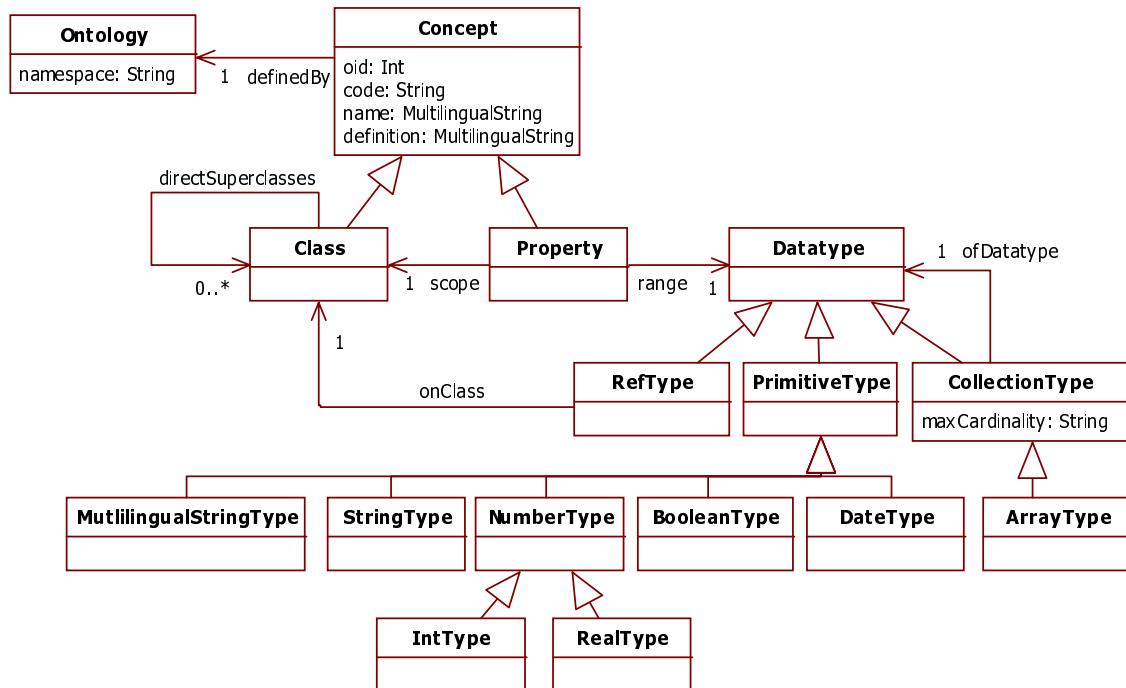 Ontology
namespace: String
1 definedBy
Concept
oid: Int
code: String
name: MultilingualString
definition: MultilingualString
directSuperclasses
0..*
Class
1 scope
Property
range
1
Datatype
1 ofDatatype
1
onClass
RefType
PrimitiveType
CollectionType
maxCardinality: String
MutlilingualStringType
StringType
NumberType
BooleanType
DateType
ArrayType
IntType
RealType